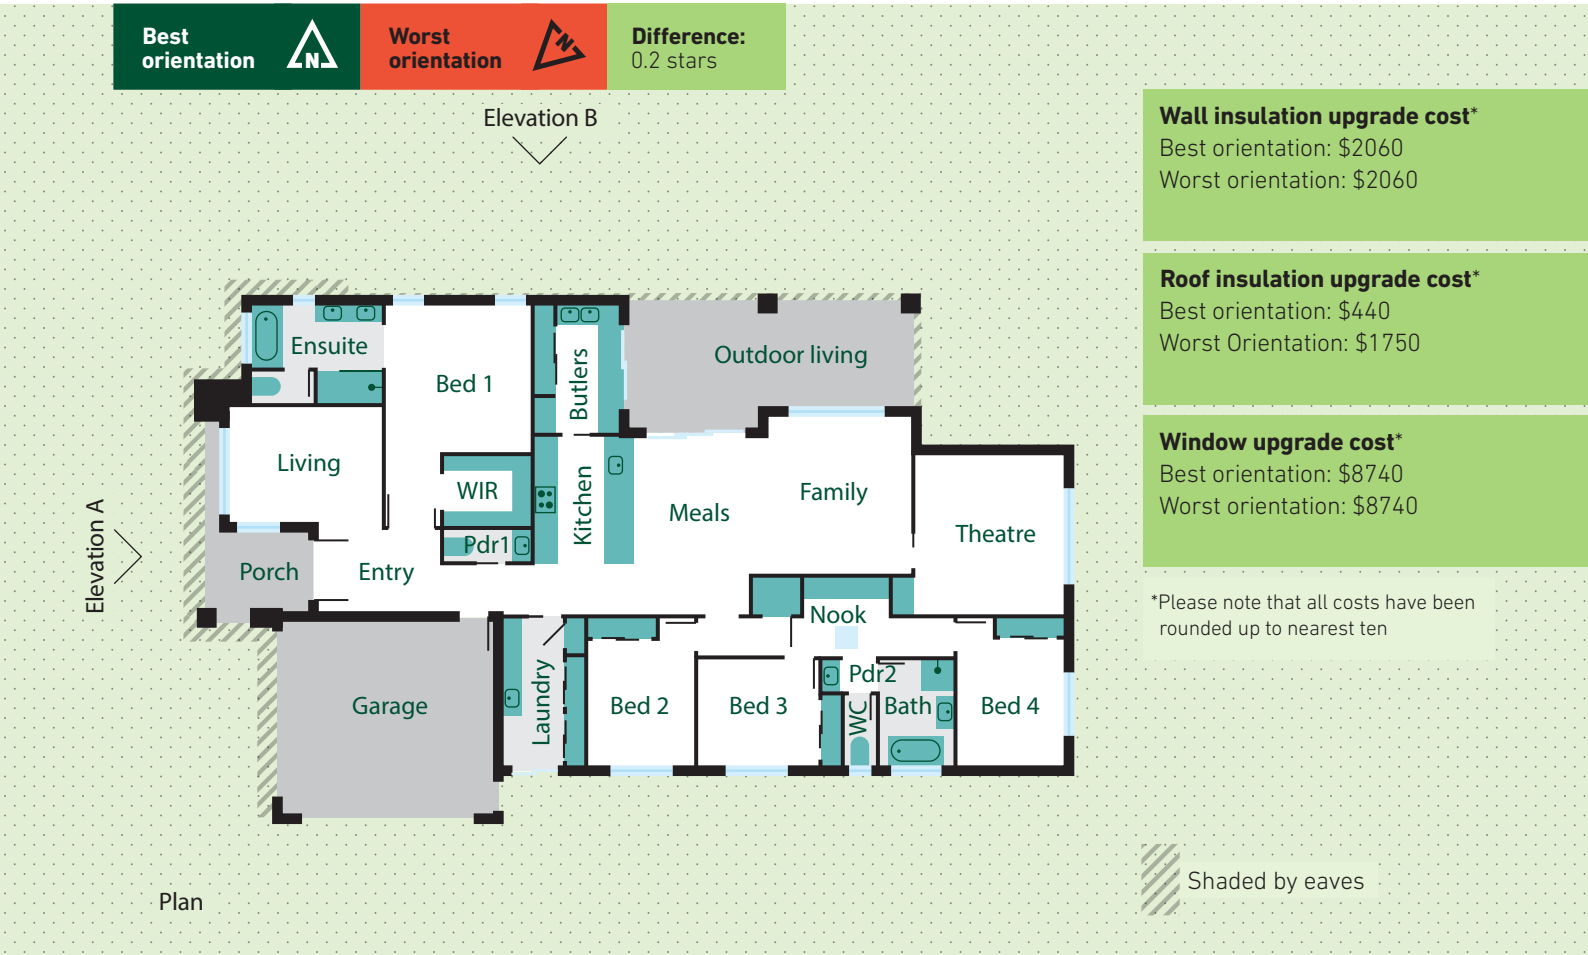 Best
orientation
N
Worst
orientation
N
Difference:
0.2 stars
Elevation B
Wall insulation upgrade cost*
Best orientation: $2060
Worst orientation: $2060
Roof insulation upgrade cost*
Best orientation: $440
Worst Orientation: $1750
Window upgrade cost*
Best orientation: $8740
Worst orientation: $8740
*Please note that all costs have been
rounded up to nearest ten
Ensuite
Bed 1
Butlers
Outdoor living
Living
WIR
Kitchen
Meals
Family
Theatre
Elevation A
Porch
Entry
Pdr1
Nook
Garage
Laundry
Bed 2
Bed 3
Pdr2
WC
Bath
Bed 4
Shaded by eaves
Plan